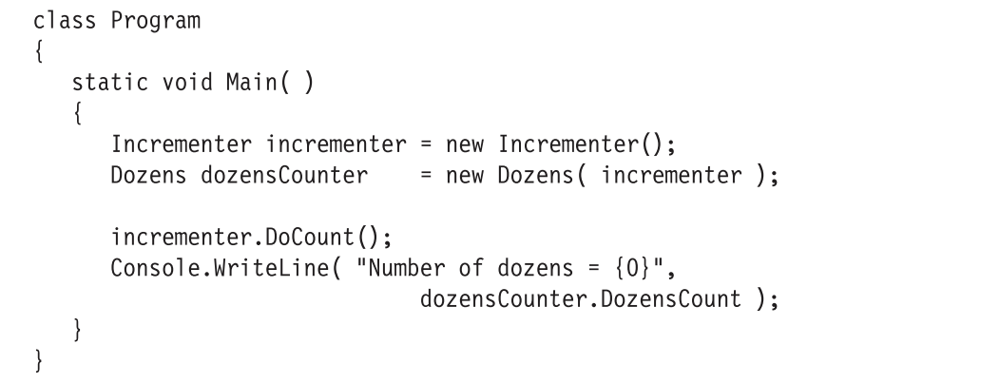 class Program
{
   static void Main( )
   {
      Incrementer incrementer = new Incrementer();
      Dozens dozensCounter    = new Dozens( incrementer );

      incrementer.DoCount();
      Console.WriteLine( "Number of dozens = {0}",
                              dozensCounter.DozensCount );
   }
}